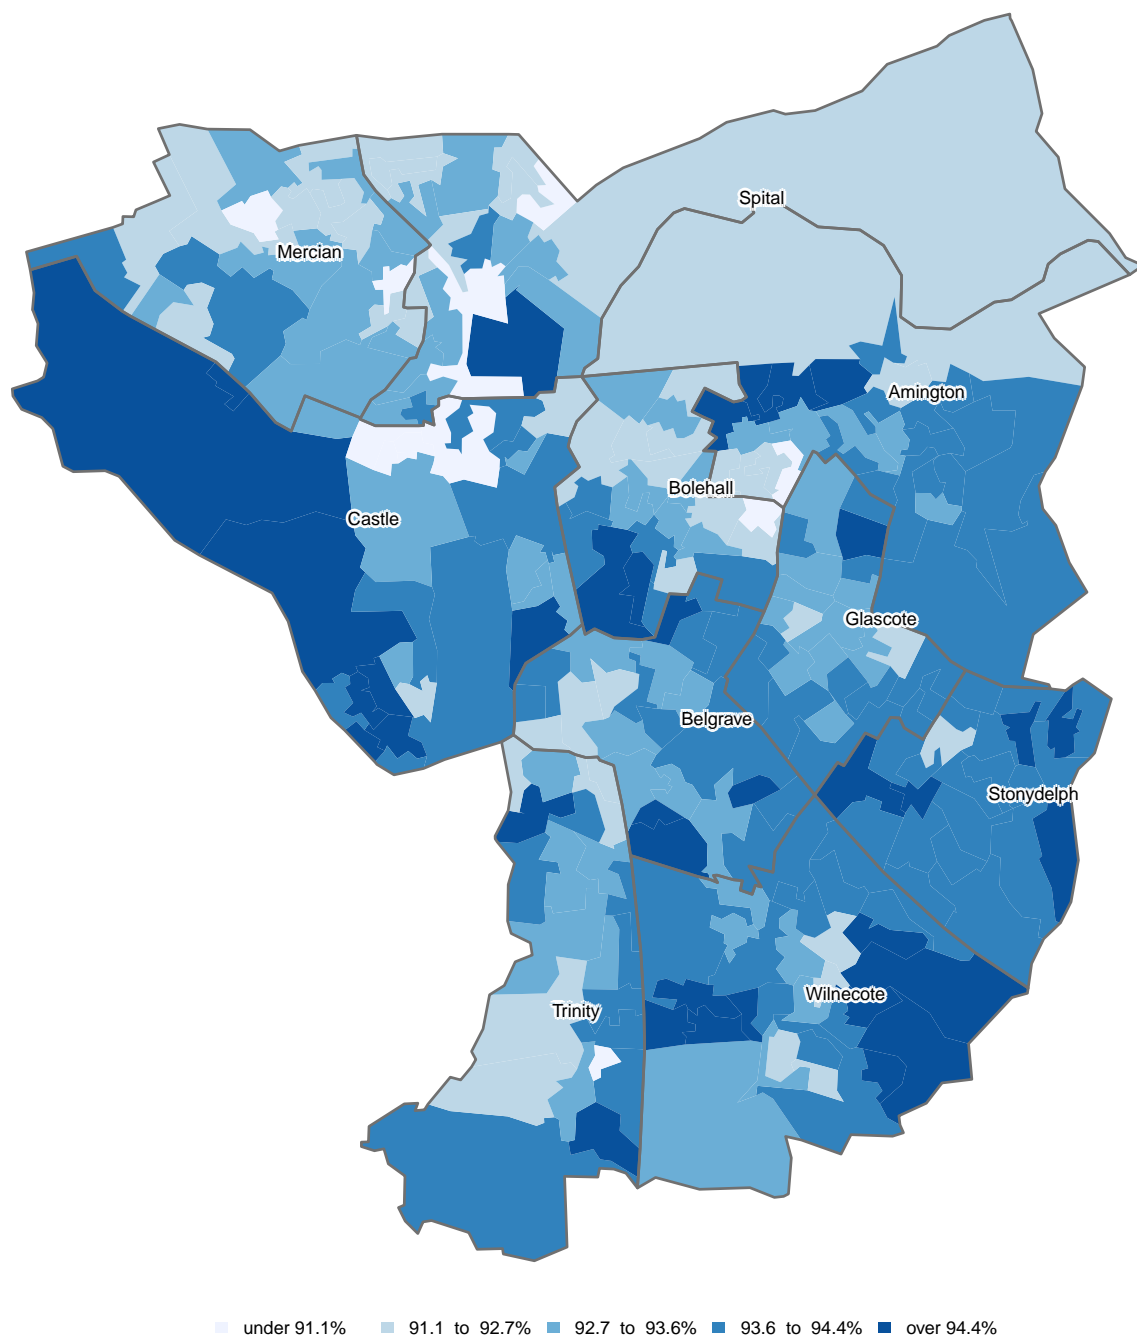 Spital
Mercian
Amington
Bolehall
Castle
Glascote
Belgrave
Stonydelph
Wilnecote
Trinity
under 91.1% 91.1 to 92.7% 92.7 to 93.6% 93.6 to 94.4% over 94.4%